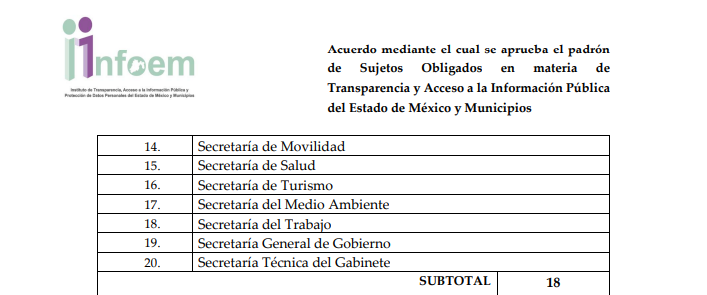 infoem
Instituto de Transparencia, Acceso a la Información Pública y
Protección de Datos Personales del Estado de México y Municipios
Acuerdo mediante el cual se aprueba el padrón
de Sujetos Obligados en materia de
Transparencia y Acceso a la Información Pública
del Estado de México y Municipios
14. Secretaría de Movilidad
15. Secretaría de Salud
16. Secretaría de Turismo
17. Secretaría del Medio Ambiente
18. Secretaría del Trabajo
19. Secretaría General de Gobierno
20. Secretaría Técnica del Gabinete
SUBTOTAL 18